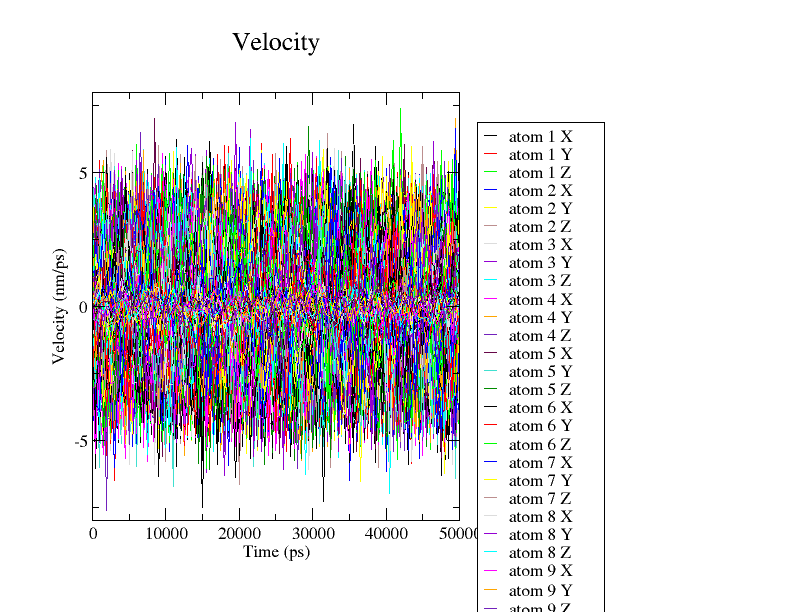 Velocity
Velocity (nm/ps)
5
0
-5
0 10000 20000 30000 40000 50000
Time (ps)
atom 1 X
atom 1 Y
atom 1 Z
atom 2 X
atom 2 Y
atom 2 Z
atom 3 X
atom 3 Y
atom 3 Z
atom 4 X
atom 4 Y
atom 4 Z
atom 5 X
atom 5 Y
atom 5 Z
atom 6 X
atom 6 Y
atom 6 Z
atom 7 X
atom 7 Y
atom 7 Z
atom 8 X
atom 8 Y
atom 8 Z
atom 9 X
atom 9 Y
atom 9 Z